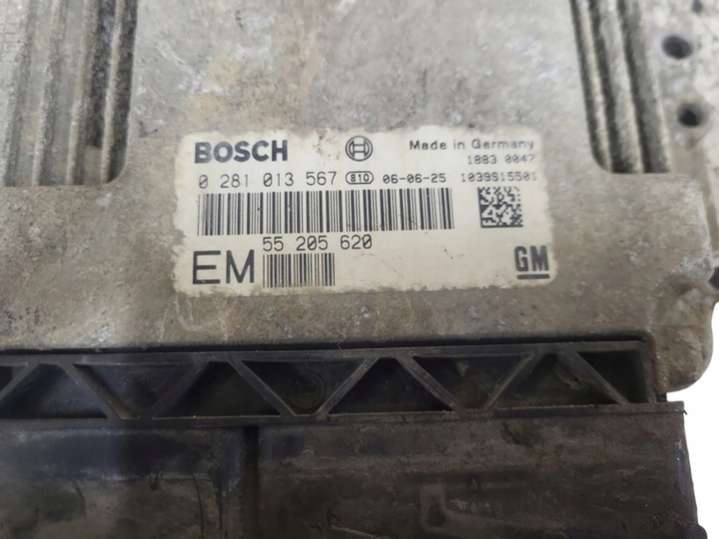 BOSCH Made in Germany
1883 0047
0 281 013 567 810 06-06-25 1039S15501
55 205 620
EM
GM